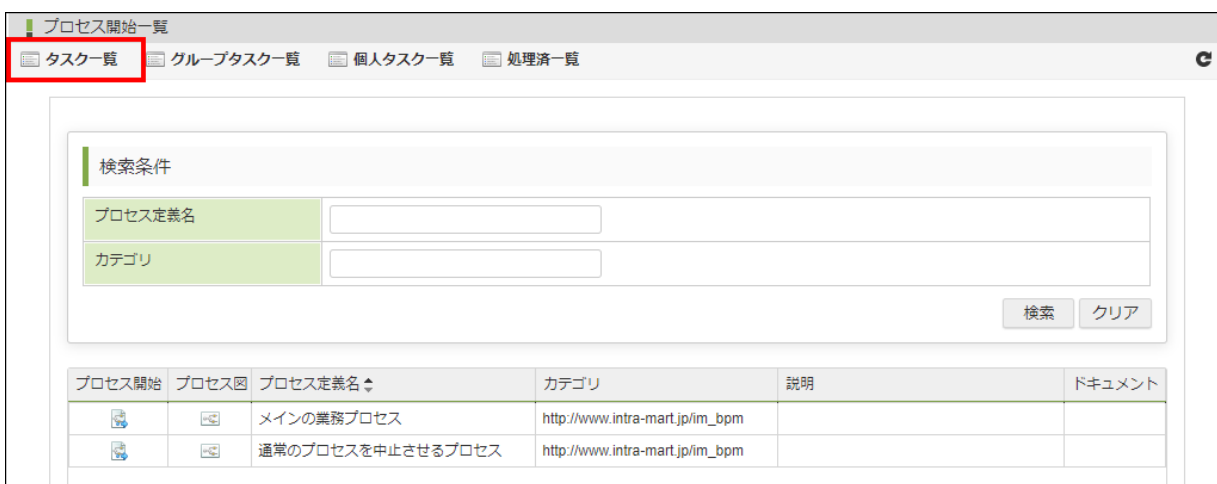 プロセス開始一覧
タスク一覧 グループタスク一覧 個人タスク一覧 処理済一覧
検索条件
プロセス定義名
カテゴリ
検索 クリア
プロセス開始 プロセス図 プロセス定義名 カテゴリ 説明 ドキュメント
メインの業務プロセス http://www.intra-mart.jp/im_bpm
通常のプロセスを中止させるプロセス http://www.intra-mart.jp/im_bpm